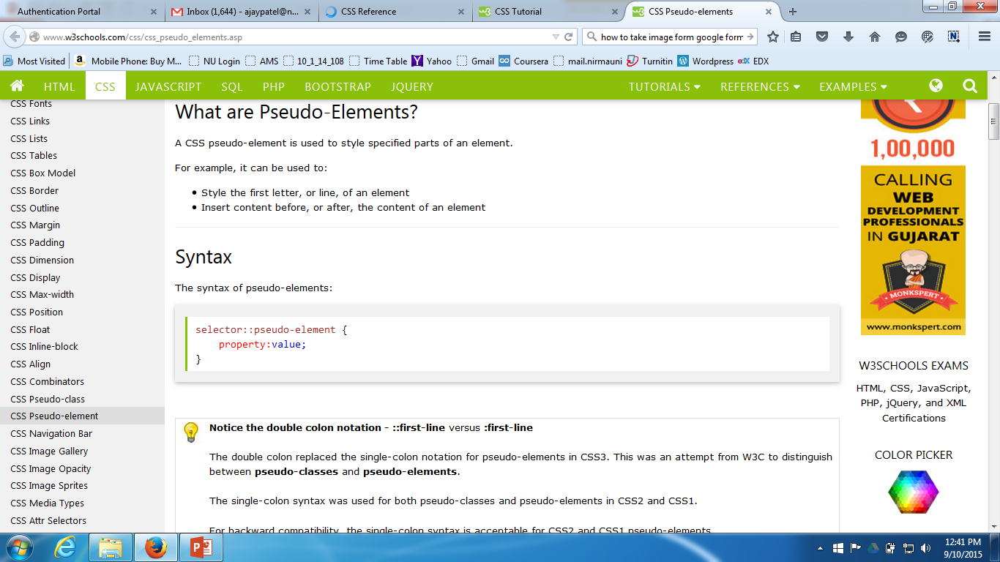 Authentication Portal
Inbox (1,644) - ajaypatel@n...
CSS Reference
CSS Tutorial
CSS Pseudo-elements
www.w3schools.com/css/css_pseudo_elements.asp
how to take image form google form
Most Visited
Mobile Phone: Buy M...
NU Login
AMS
10_1_14_108
Time Table
Yahoo
Gmail
Coursera
mail.nirmauni
Turnitin
Wordpress
EDX
HTML
CSS
JAVASCRIPT
SQL
PHP
BOOTSTRAP
JQUERY
TUTORIALS
REFERENCES
EXAMPLES
CSS Fonts
CSS Links
CSS Lists
CSS Tables
CSS Box Model
CSS Border
CSS Outline
CSS Margin
CSS Padding
CSS Dimension
CSS Display
CSS Max-width
CSS Position
CSS Float
CSS Inline-block
CSS Align
CSS Combinators
CSS Pseudo-class
CSS Pseudo-element
CSS Navigation Bar
CSS Image Gallery
CSS Image Opacity
CSS Image Sprites
CSS Media Types
CSS Attr Selectors
What are Pseudo-Elements?
A CSS pseudo-element is used to style specified parts of an element.
For example, it can be used to:
• Style the first letter, or line, of an element
• Insert content before, or after, the content of an element
Syntax
The syntax of pseudo-elements:
selector::pseudo-element {
property:value;
}
Notice the double colon notation - ::first-line versus :first-line
The double colon replaced the single-colon notation for pseudo-elements in CSS3. This was an attempt from W3C to distinguish
between pseudo-classes and pseudo-elements.
The single-colon syntax was used for both pseudo-classes and pseudo-elements in CSS2 and CSS1.
For backward compatibility, the single-colon syntax is acceptable for CSS2 and CSS1 pseudo-elements.
1,00,000
CALLING
WEB
DEVELOPMENT
PROFESSIONALS
IN GUJARAT
MONKSPERT
www.monkspert.com
W3SCHOOLS EXAMS
HTML, CSS, JavaScript,
PHP, jQuery, and XML
Certifications
COLOR PICKER
12:41 PM
9/10/2015